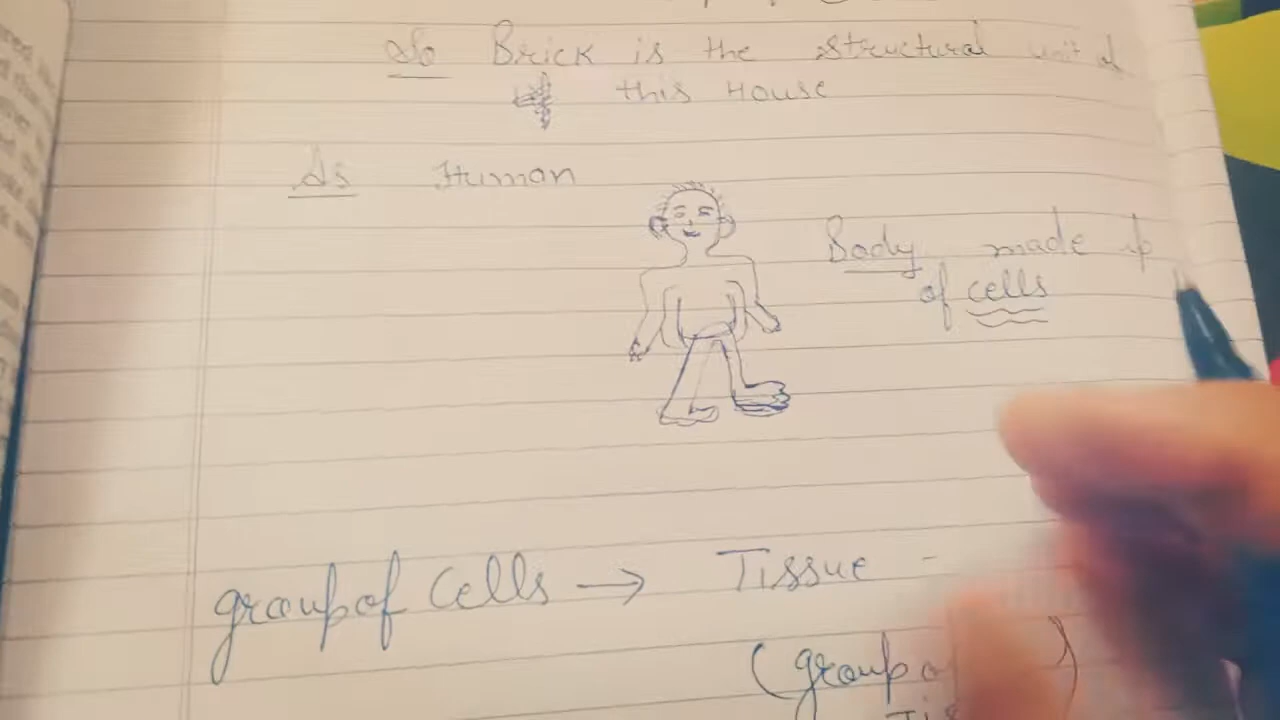 So Brick is the structural unit of
this House
As Human
Body made up
of cells
group of cells → Tissue -
(group of )
Tis